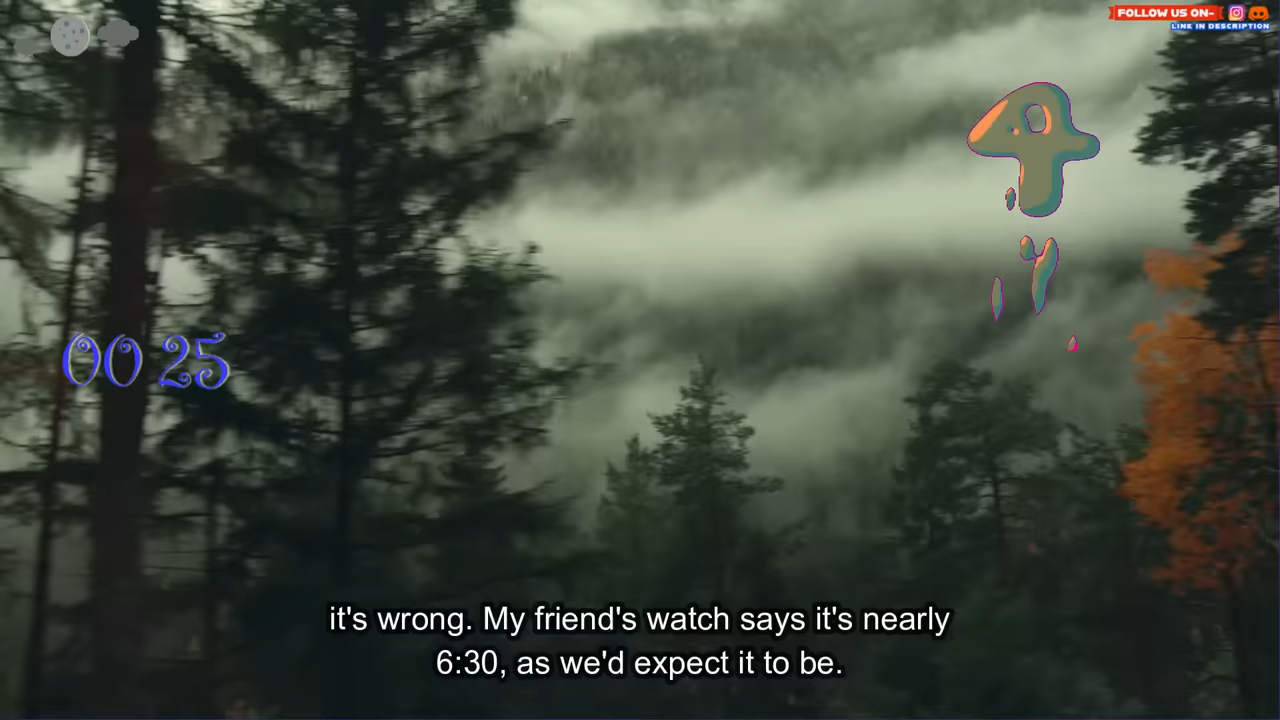 FOLLOW US ON-
LINK IN DESCRIPTION
00 25
it's wrong. My friend's watch says it's nearly
6:30, as we'd expect it to be.